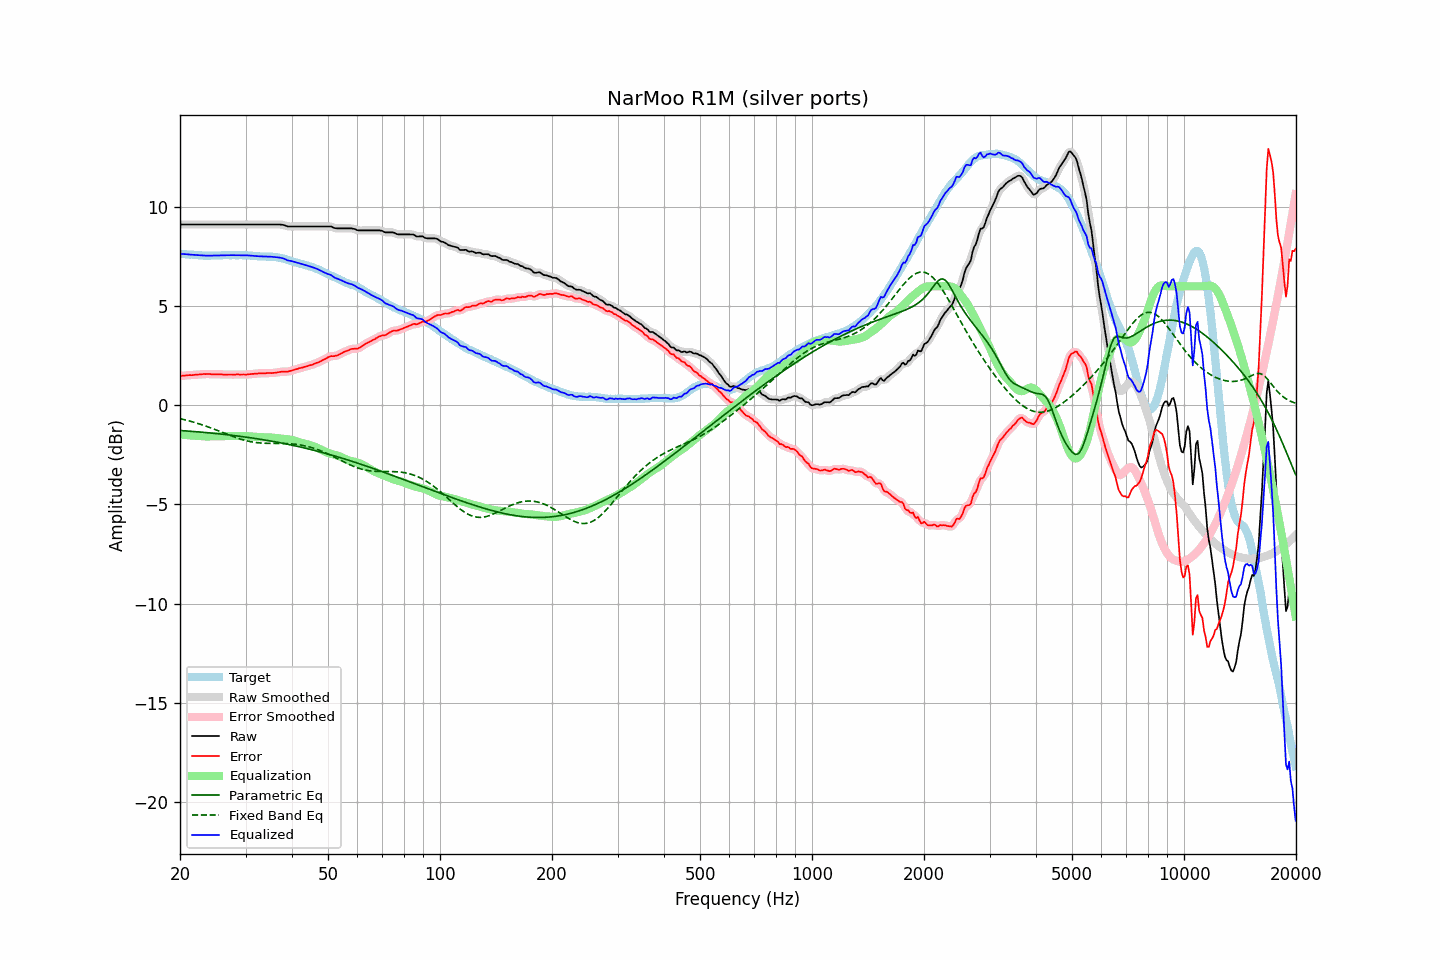 NarMoo R1M (silver ports)
Amplitude (dBr)
10
5
0
−5
−10
−15
−20
Target
Raw Smoothed
Error Smoothed
Raw
Error
Equalization
Parametric Eq
Fixed Band Eq
Equalized
20 50 100 200 500 1000 2000 5000 10000 20000
Frequency (Hz)